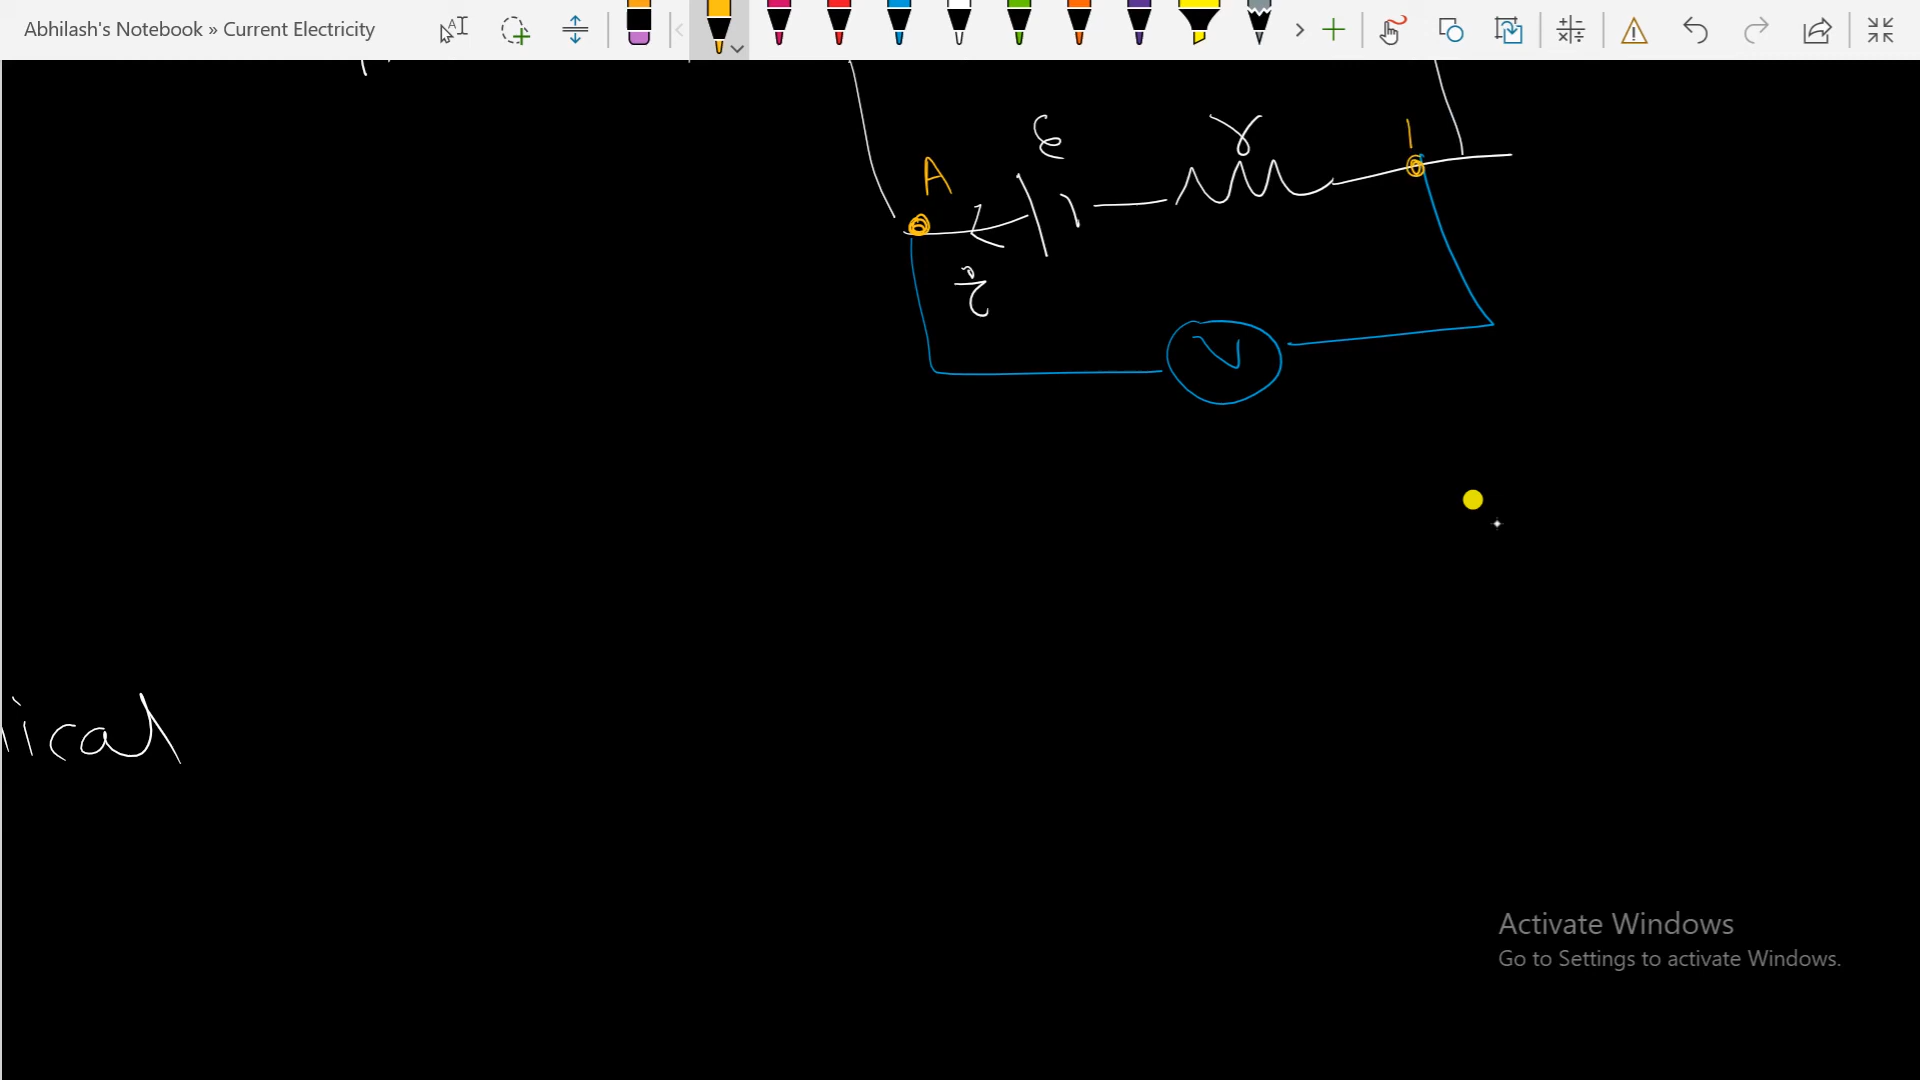 Abhilash's Notebook » Current Electricity
ε
r
A
i
V
ical
Activate Windows
Go to Settings to activate Windows.